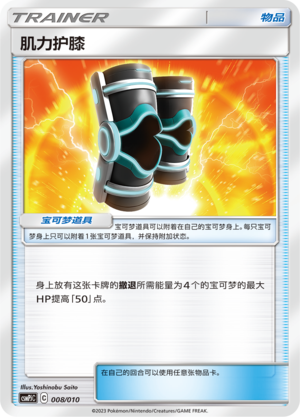 TRAINER 物品
肌力护膝
宝可梦道具
宝可梦道具可以附着在自己的宝可梦身上。每只宝可
梦身上只可以附着1张宝可梦道具,并保持附加状态。
身上放有这张卡牌的撤退所需能量为4个的宝可梦的最大
HP提高「50」点。
Illus.Yoshinobu Saito
C 008/010
在自己的回合可以使用任意张物品卡。
©2023 Pokémon/Nintendo/Creatures/GAME FREAK.